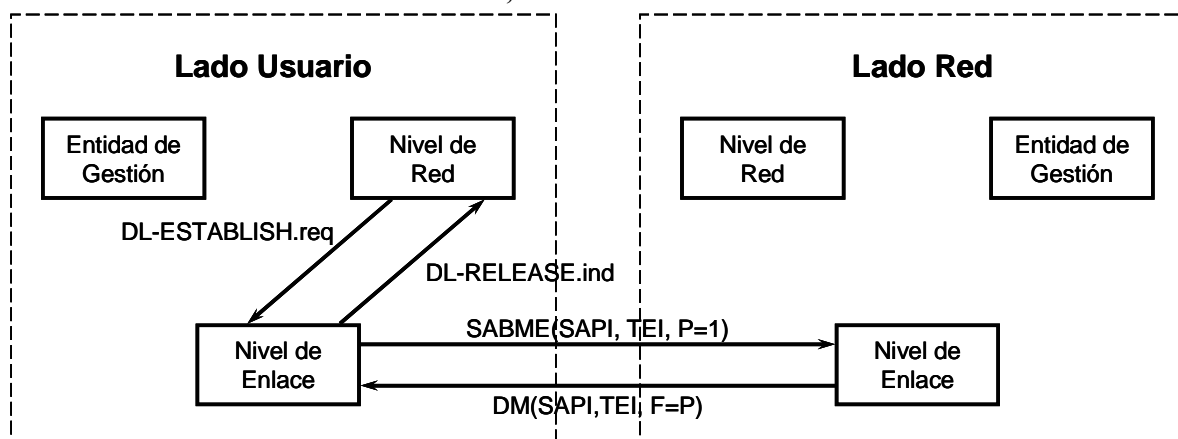 Lado Usuario
Lado Red
Entidad de
Gestión
Nivel de
Red
Nivel de
Red
Entidad de
Gestión
DL-ESTABLISH.req
DL-RELEASE.ind
SABME(SAPI, TEI, P=1)
Nivel de
Enlace
Nivel de
Enlace
DM(SAPI,TEI, F=P)